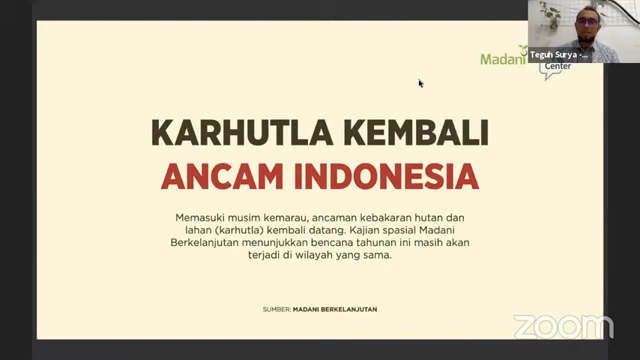 Madani
Center
Teguh Surya -...
KARHUTLA KEMBALI
ANCAM INDONESIA
Memasuki musim kemarau, ancaman kebakaran hutan dan
lahan (karhutla) kembali datang. Kajian spasial Madani
Berkelanjutan menunjukkan bencana tahunan ini masih akan
terjadi di wilayah yang sama.
SUMBER: MADANI BERKELANJUTAN
zoom